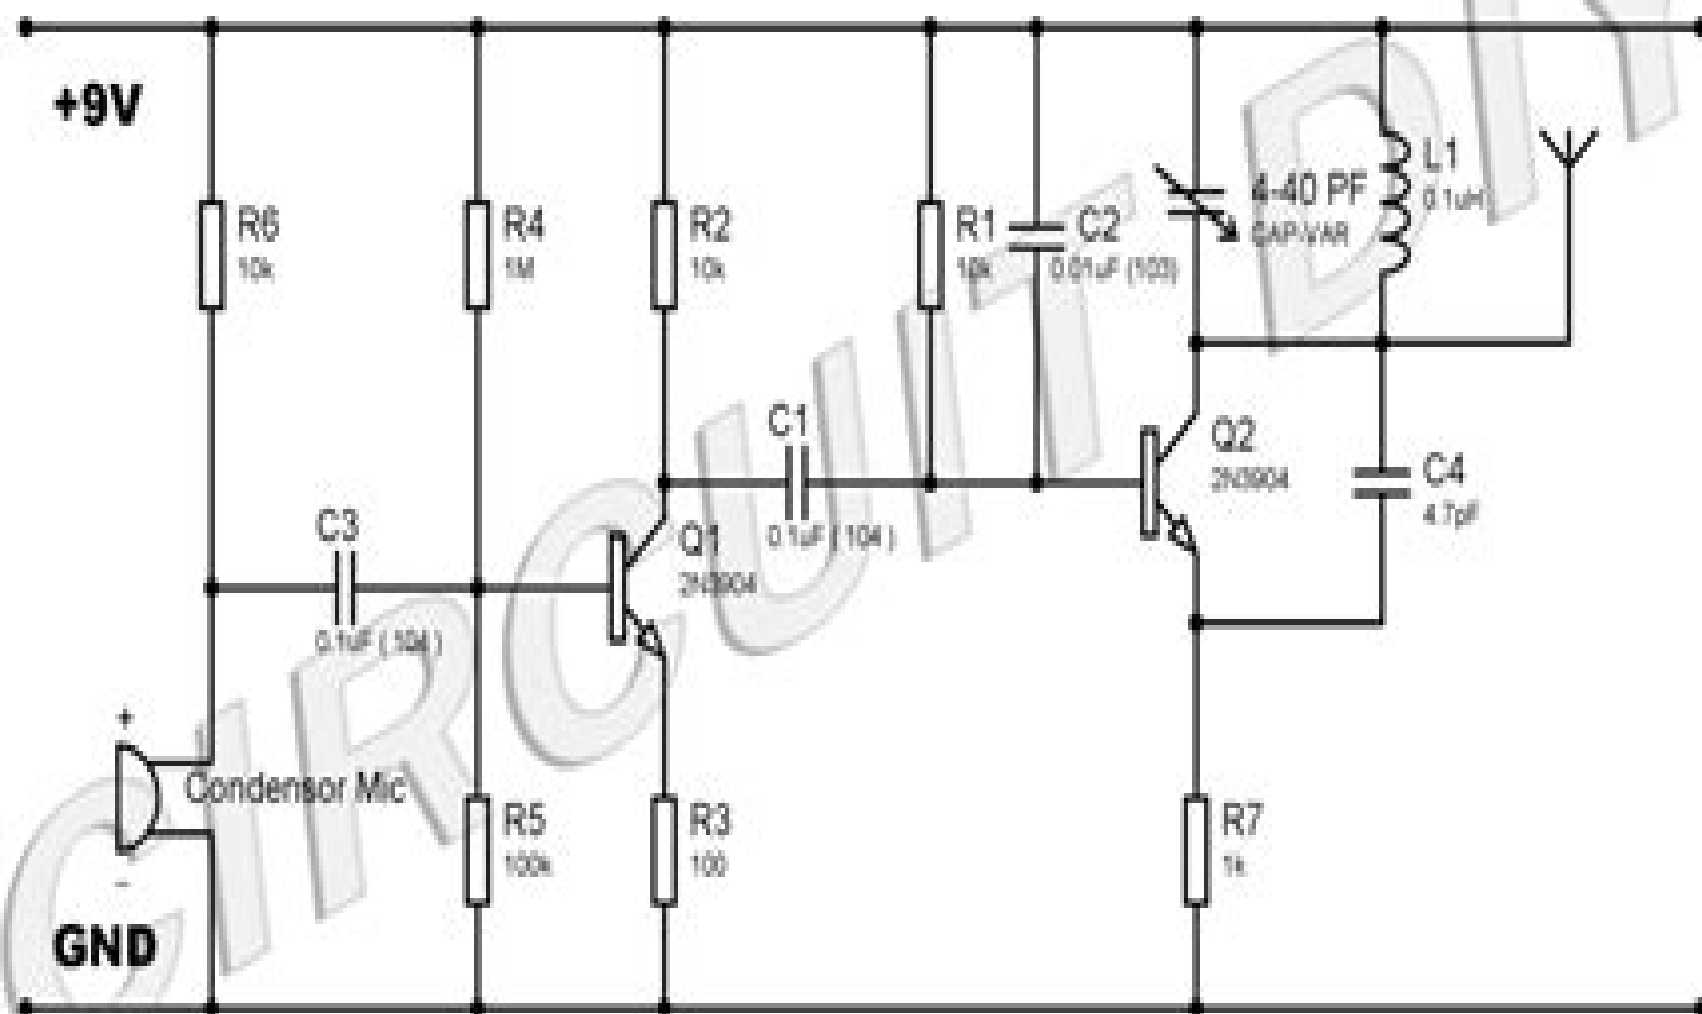 +9V
R6
10k
R4
1M
R2
10k
R1
10k
C2
0.01uF (103)
4-40 PF
CAP-VAR
L1
0.1uH
C1
0.1uF (104)
Q2
2N3904
C4
4.7pF
C3
0.1uF (104)
Q1
2N3904
+
Condensor Mic
-
R5
100k
R3
100
R7
1k
GND
CIRCUIT DIY